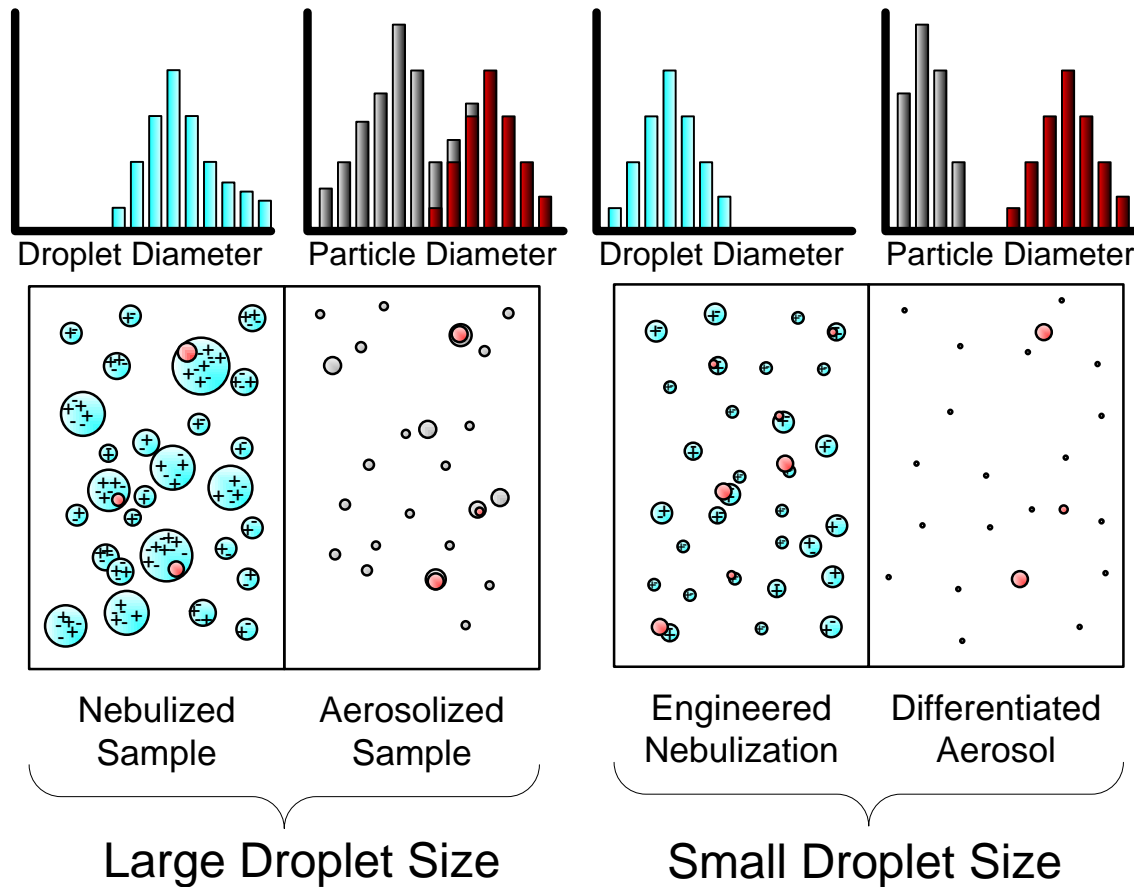 Droplet Diameter
Particle Diameter
Droplet Diameter
Particle Diameter
Nebulized
Sample
Aerosolized
Sample
Engineered
Nebulization
Differentiated
Aerosol
Large Droplet Size
Small Droplet Size